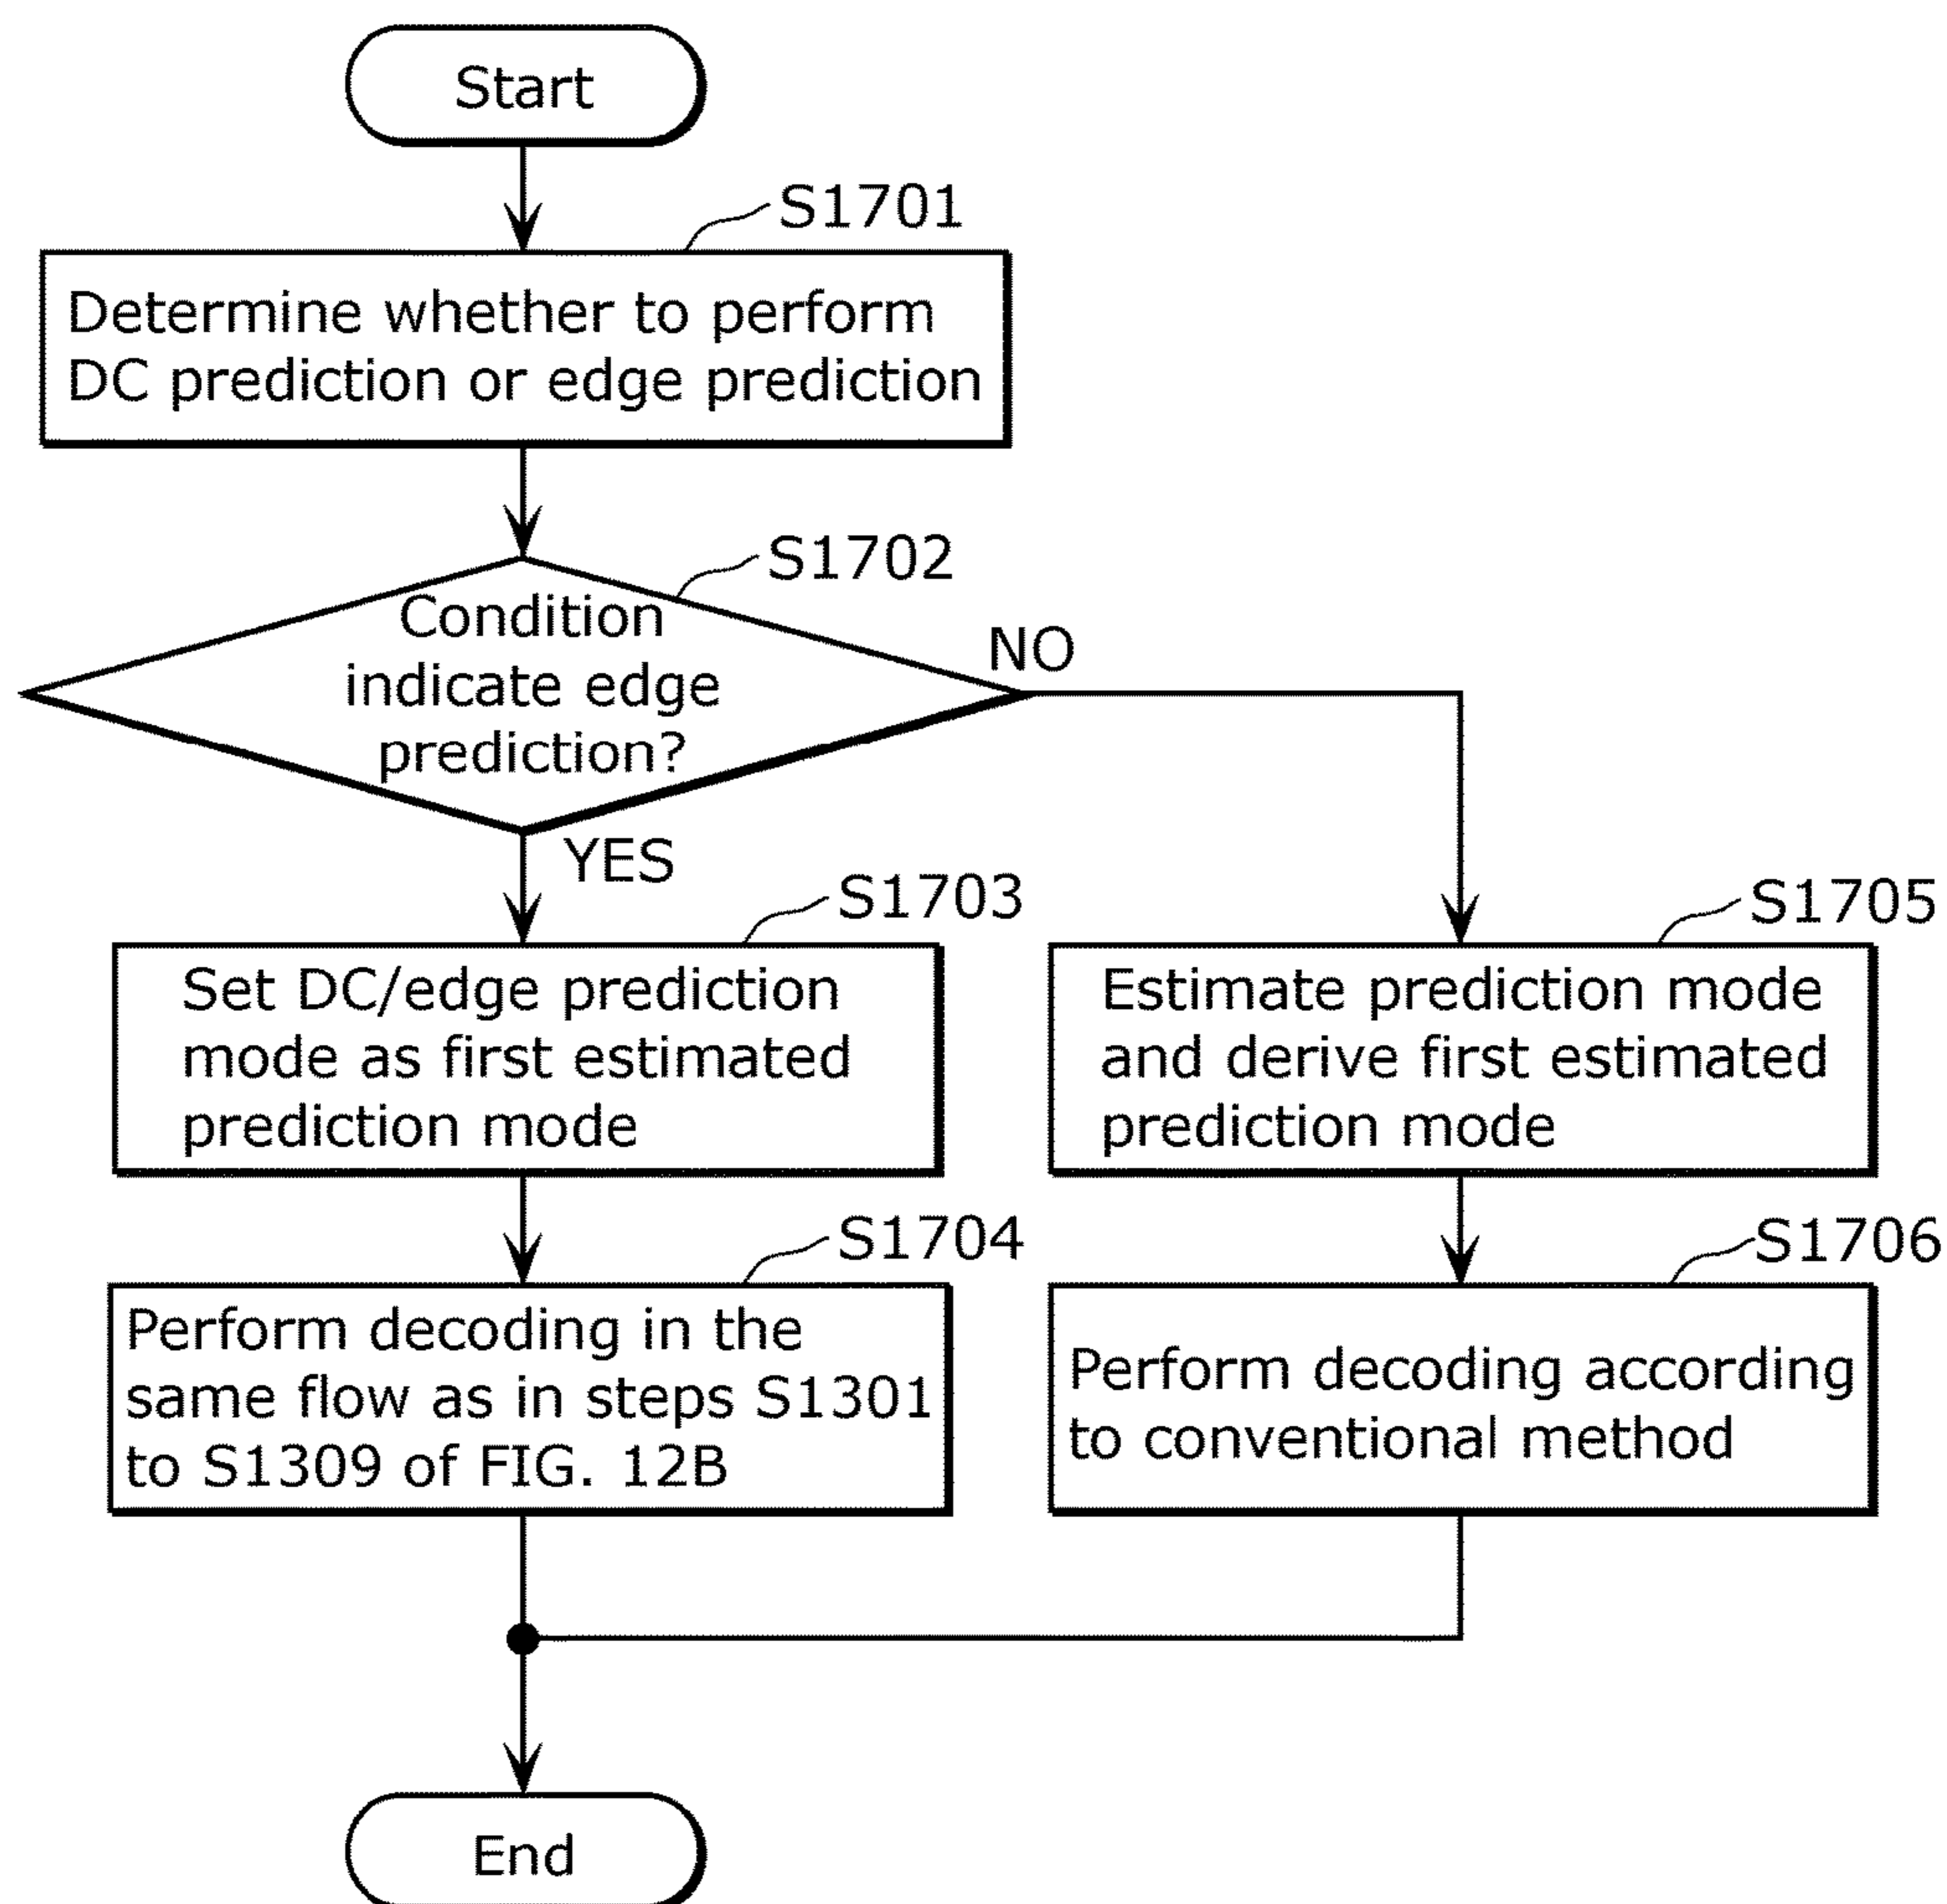 Start
S1701
Determine whether to perform
DC prediction or edge prediction
S1702
Condition
indicate edge
prediction?
NO
YES
S1703
Set DC/edge prediction
mode as first estimated
prediction mode
S1705
Estimate prediction mode
and derive first estimated
prediction mode
S1704
Perform decoding in the
same flow as in steps S1301
to S1309 of FIG. 12B
S1706
Perform decoding according
to conventional method
End